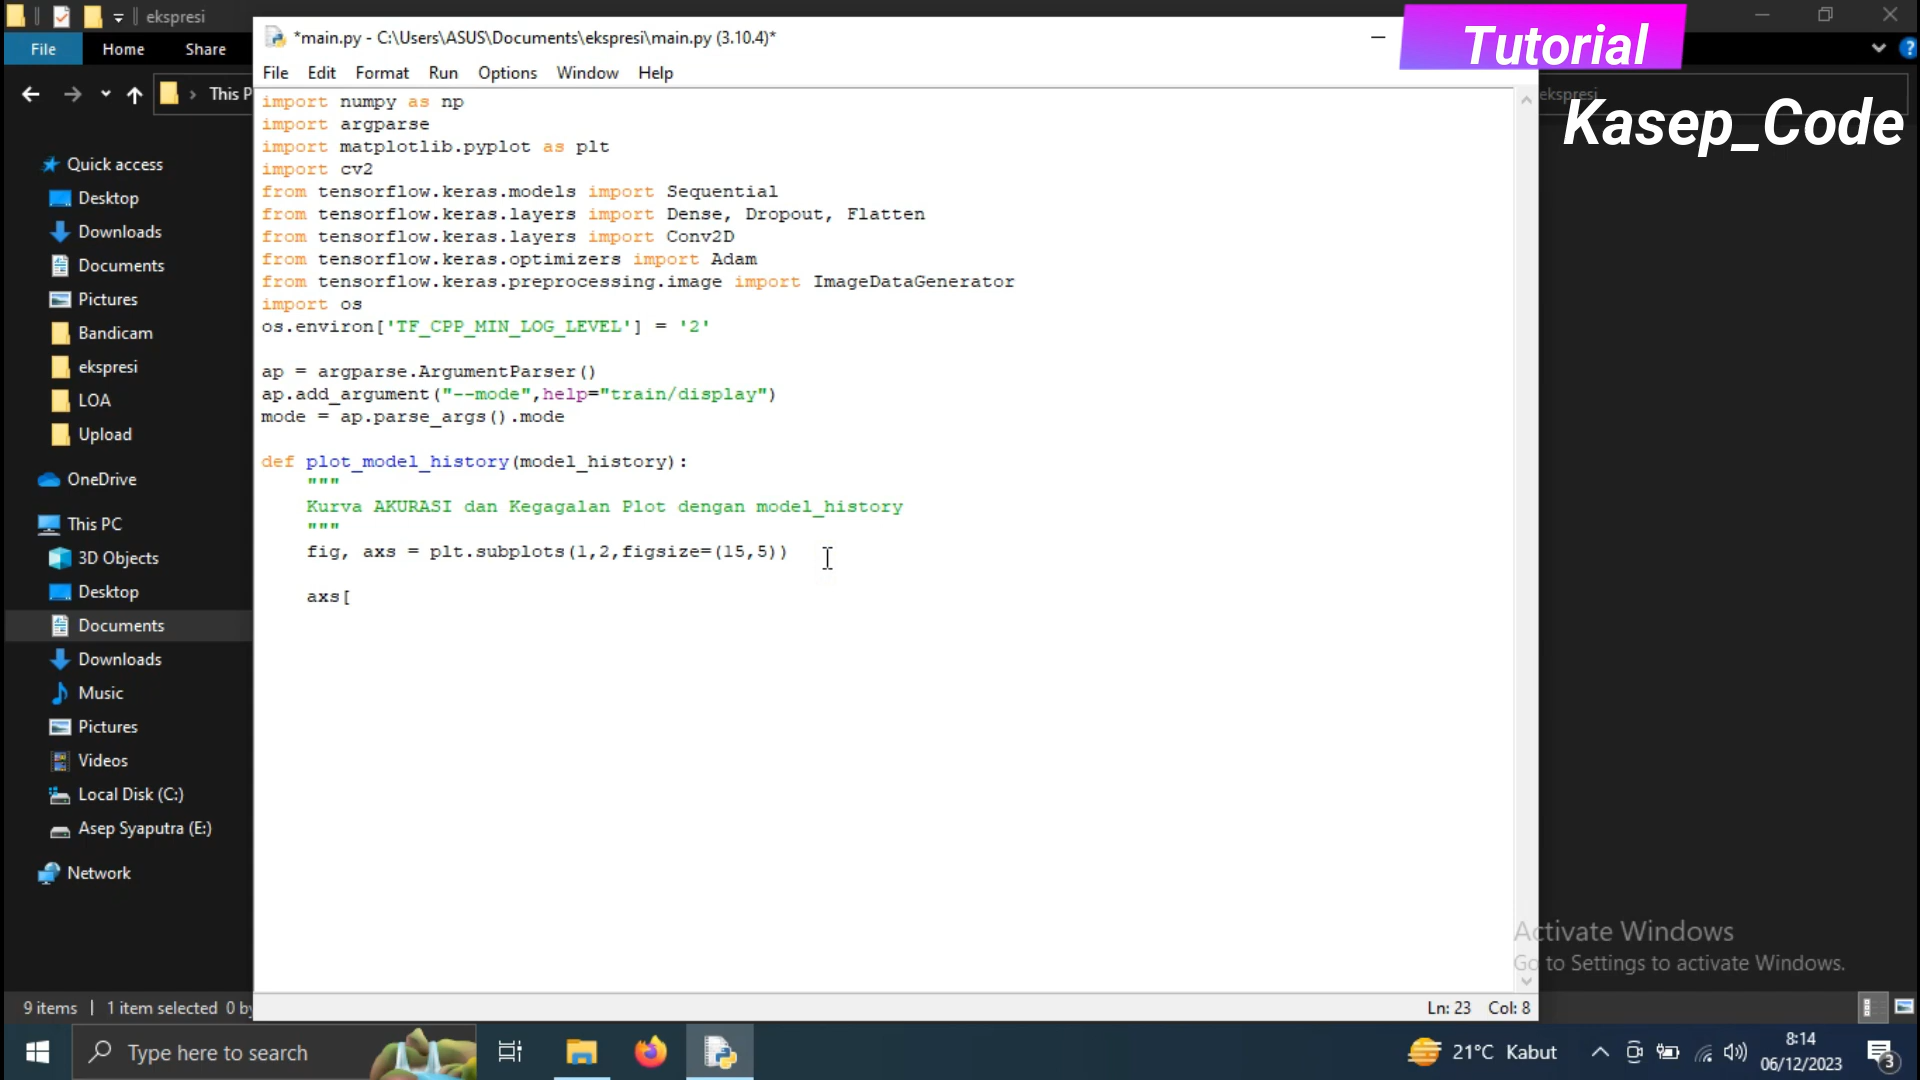 ekspresi
*main.py - C:\Users\ASUS\Documents\ekspresi\main.py (3.10.4)*
Tutorial
Kasep_Code
File Home Share
This P
ekspresi
File Edit Format Run Options Window Help
Quick access
Desktop
Downloads
Documents
Pictures
Bandicam
ekspresi
LOA
Upload
OneDrive
This PC
3D Objects
Desktop
Documents
Downloads
Music
Pictures
Videos
Local Disk (C:)
Asep Syaputra (E:)
Network
import numpy as np
import argparse
import matplotlib.pyplot as plt
import cv2
from tensorflow.keras.models import Sequential
from tensorflow.keras.layers import Dense, Dropout, Flatten
from tensorflow.keras.layers import Conv2D
from tensorflow.keras.optimizers import Adam
from tensorflow.keras.preprocessing.image import ImageDataGenerator
import os
os.environ['TF_CPP_MIN_LOG_LEVEL'] = '2'
ap = argparse.ArgumentParser()
ap.add_argument("--mode",help="train/display")
mode = ap.parse_args().mode
def plot_model_history(model_history):
"""
Kurva AKURASI dan Kegagalan Plot dengan model_history
"""
fig, axs = plt.subplots(1,2,figsize=(15,5))
axs[
Activate Windows
Go to Settings to activate Windows.
9 items 1 item selected 0 by
Ln: 23 Col: 8
Type here to search
21°C Kabut
8:14
06/12/2023
3